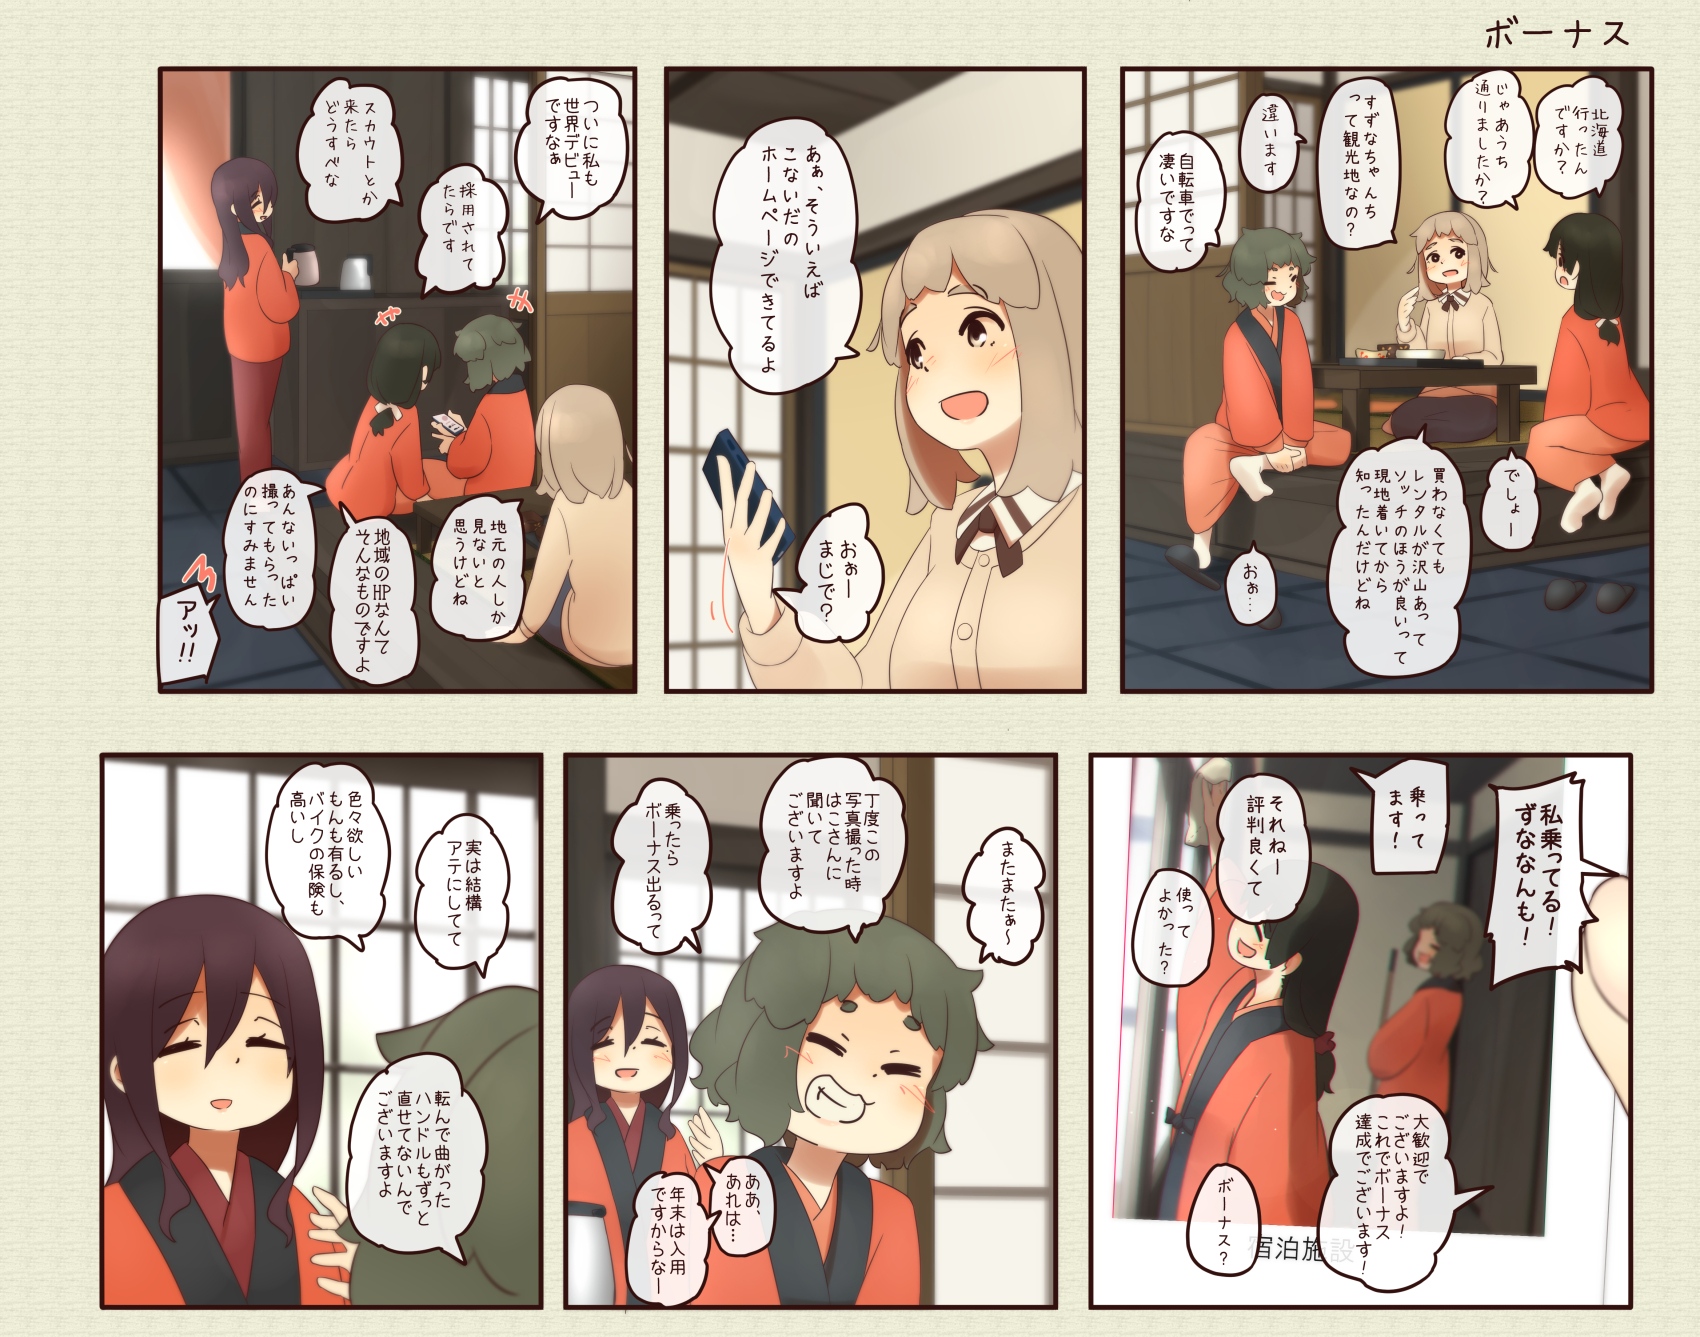 ボーナス
北海道
行ったん
ですか?
じゃあうち
通りましたか?
すずなちゃんち
って観光地なの?
違います
自転車でって
凄いですな
でしょー
買わなくても
レンタルが沢山あって
ソッチのほうが良いって
現地着いてから
知ったんだけどね
おぉ…
あぁ、そういえば
こないだの
ホームページできてるよ
おぉー
まじで?
ついに私も
世界デビュー
ですなぁ
採用されて
たらです
スカウトとか
来たら
どうすべな
地元の人しか
見ないと
思うけどね
地域のHPなんて
そんなものですよ
あんないっぱい
撮ってもらった
のにすみません
アッ!!
私乗ってる!
ずななんも!
乗って
ます!
それねー
評判良くて
使って
よかった?
大歓迎で
ございますよ!
これでボーナス
達成でございます!
ボーナス?
宿泊施設
またまたぁ~
丁度この
写真撮った時
はこさんに
聞いて
ございますよ
乗ったら
ボーナス出るって
ああ、
あれは…
年末は入用
ですからなー
実は結構
アテにしてて
色々欲しい
もんも有るし、
バイクの保険も
高いし
転んで曲がった
ハンドルもずっと
直せてないんで
ございますよ